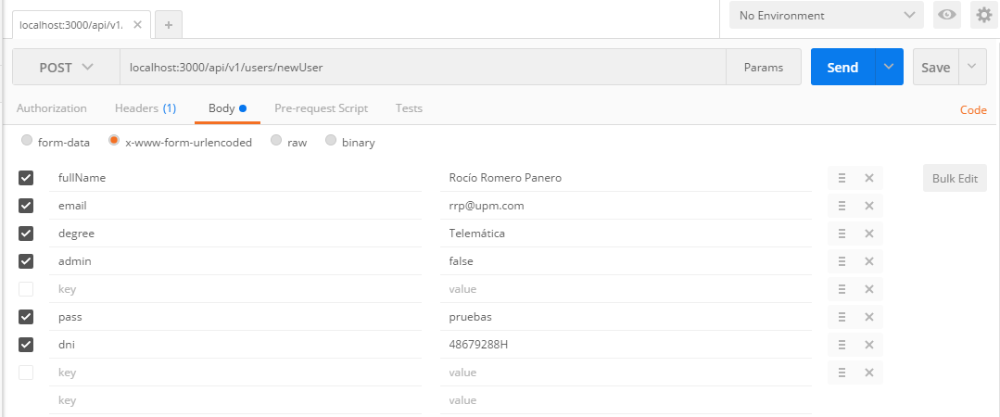 localhost:3000/api/v1. ✕ +
No Environment
POST localhost:3000/api/v1/users/newUser Params Send Save
Authorization Headers (1) Body Pre-request Script Tests Code
form-data x-www-form-urlencoded raw binary
fullName Rocío Romero Panero Bulk Edit
email rrp@upm.com
degree Telemática
admin false
key value
pass pruebas
dni 48679288H
key value
key value